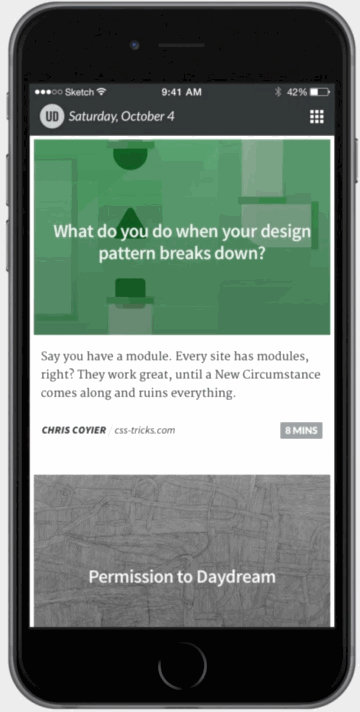 Sketch 9:41 AM 42%
UD Saturday, October 4
What do you do when your design
pattern breaks down?
Say you have a module. Every site has modules,
right? They work great, until a New Circumstance
comes along and ruins everything.
CHRIS COYIER / css-tricks.com 8 MINS
Permission to Daydream